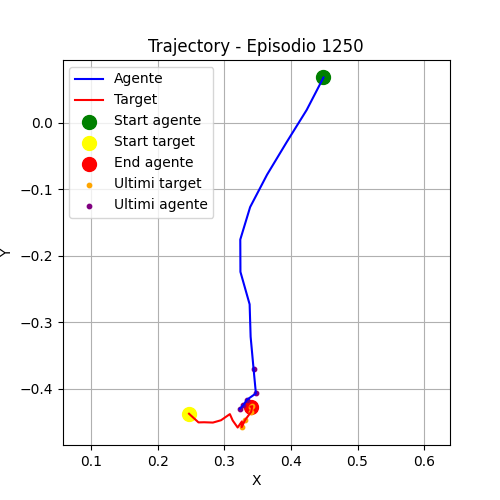 Trajectory - Episodio 1250
Agente
Target
Start agente
Start target
End agente
Ultimi target
Ultimi agente
0.0
−0.1
−0.2
−0.3
−0.4
Y
0.1 0.2 0.3 0.4 0.5 0.6
X